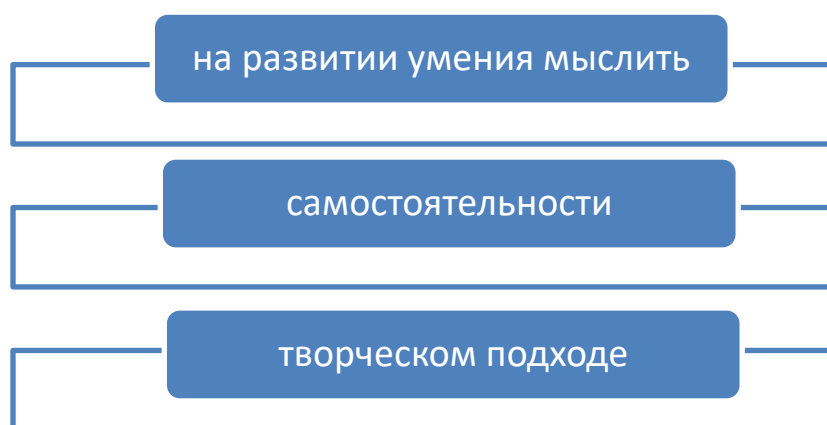 на развитии умения мыслить
самостоятельности
творческом подходе